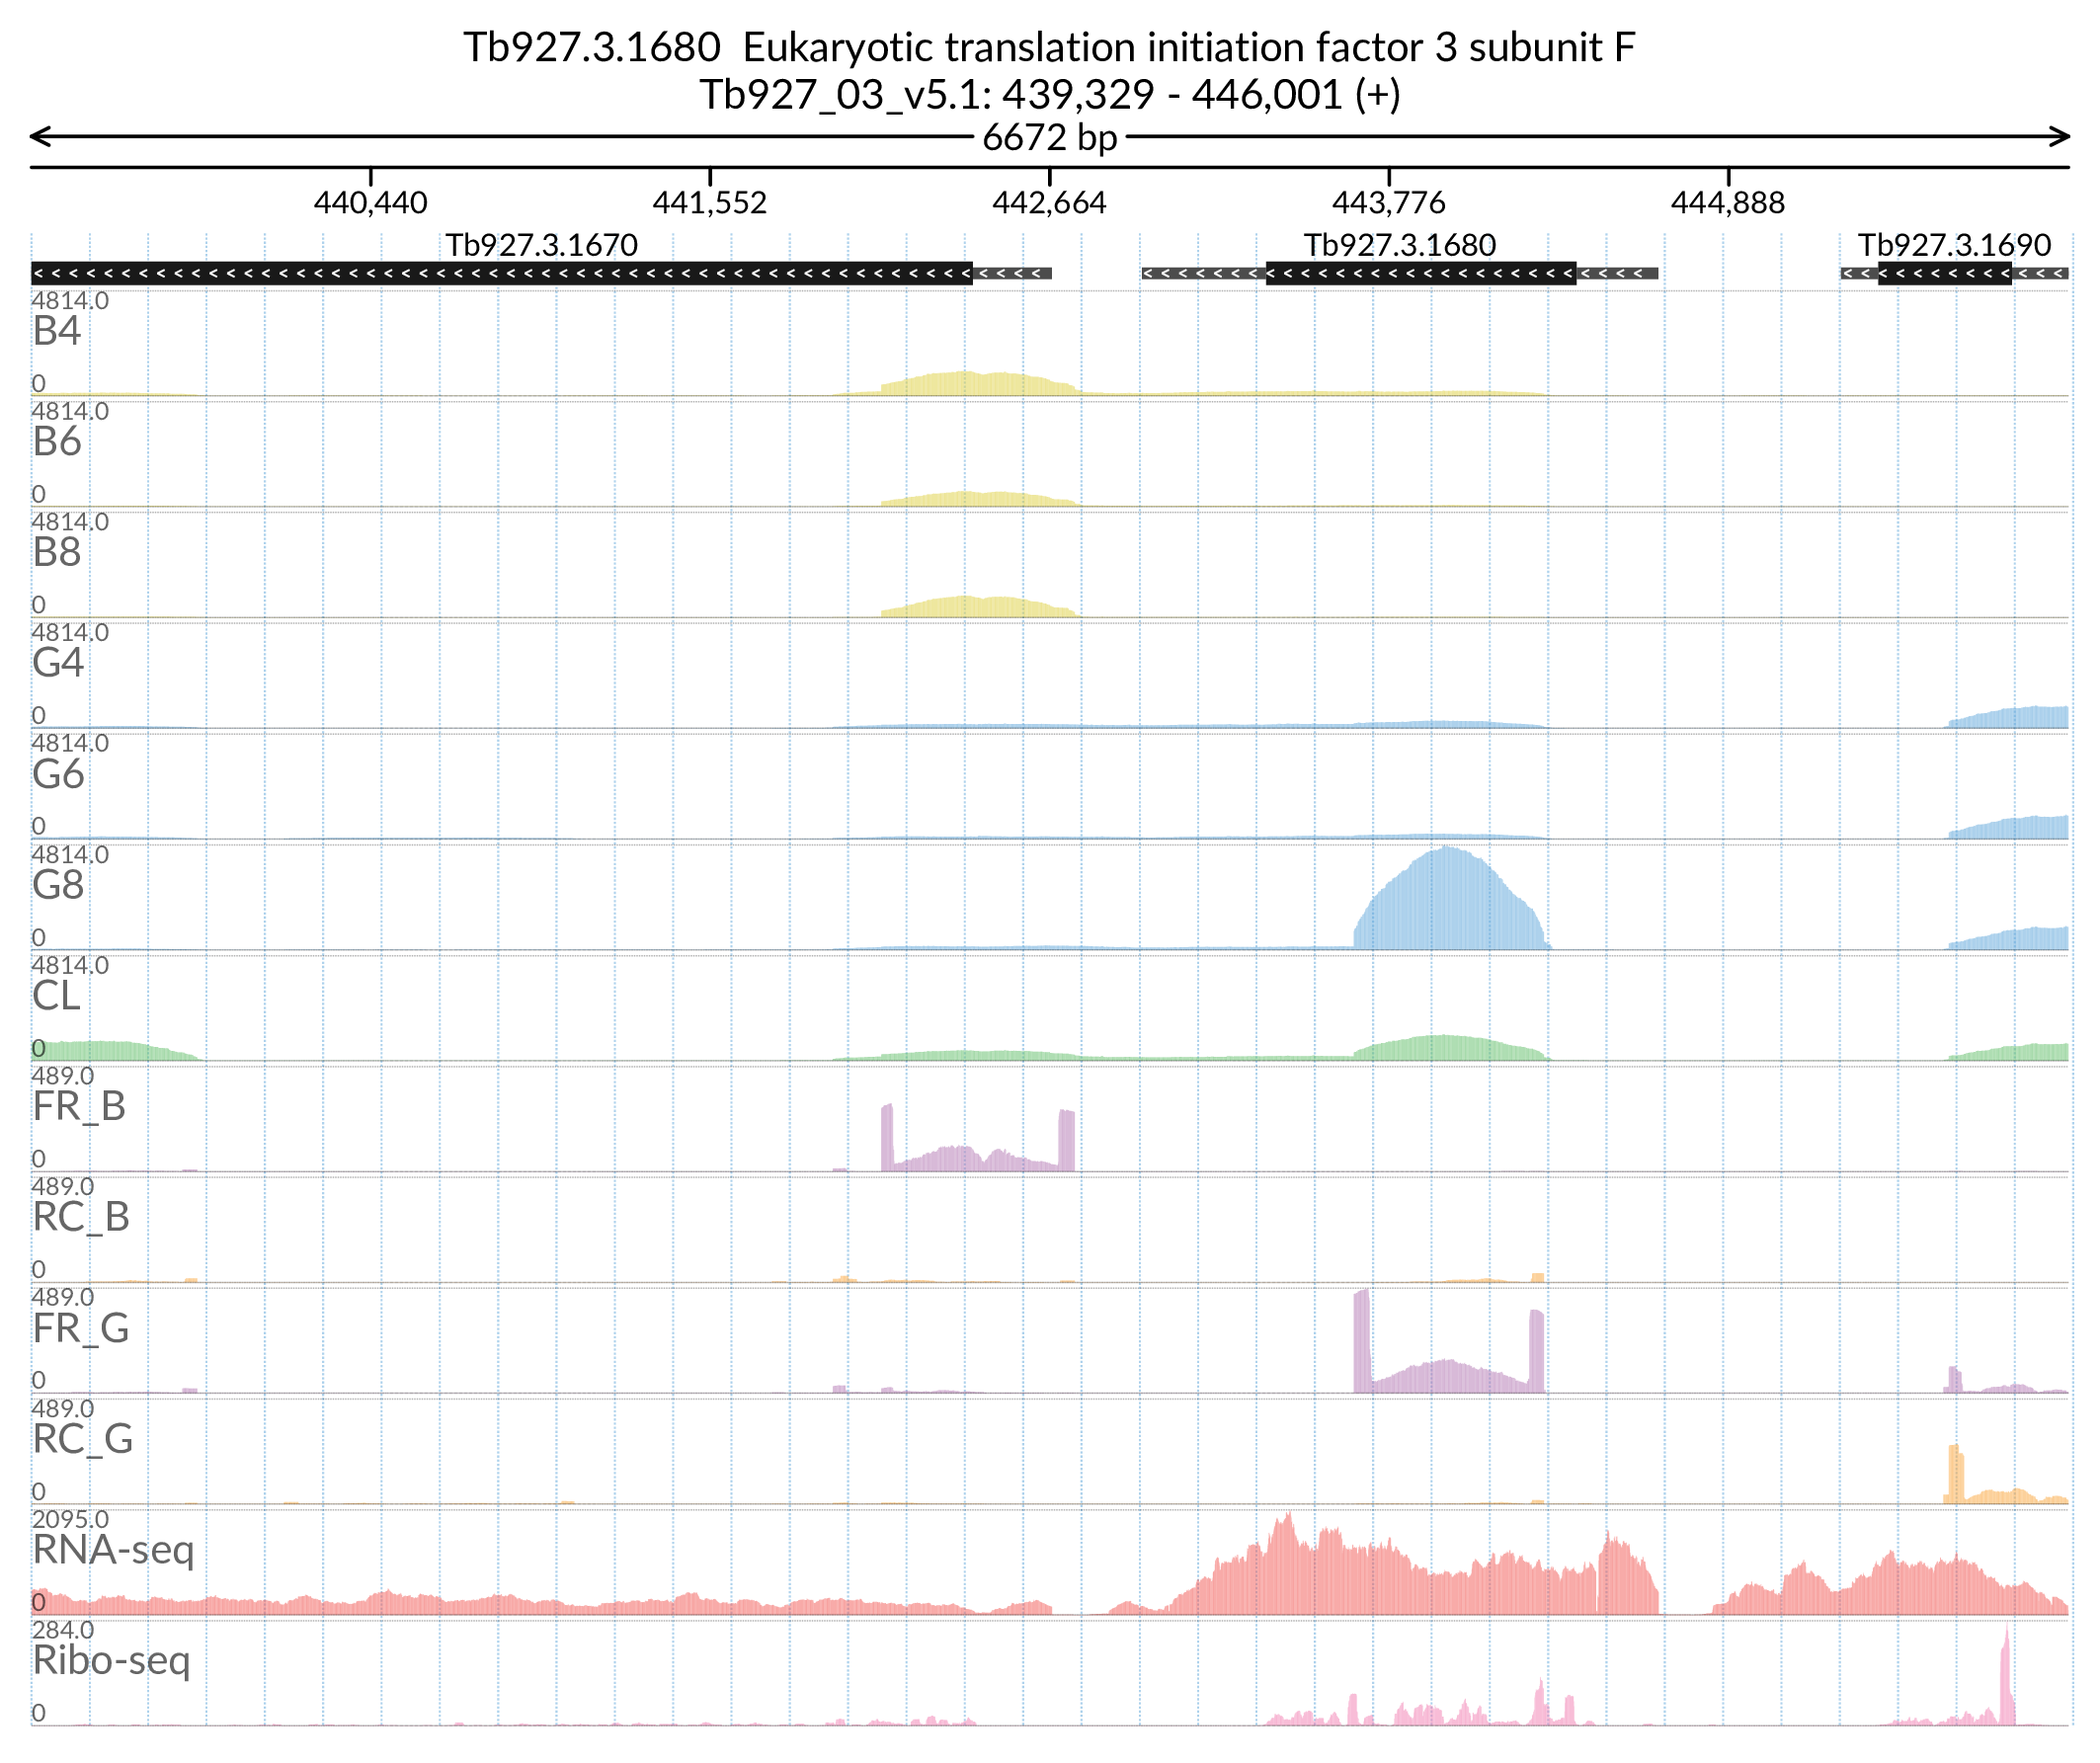 Tb927.3.1680  Eukaryotic translation initiation factor 3 subunit F
Tb927_03_v5.1: 439,329 - 446,001 (+)
6672 bp
440,440 441,552 442,664 443,776 444,888
Tb927.3.1670 Tb927.3.1680 Tb927.3.1690
4814.0
B4
0
4814.0
B6
0
4814.0
B8
0
4814.0
G4
0
4814.0
G6
0
4814.0
G8
0
4814.0
CL
0
489.0
FR_B
0
489.0
RC_B
0
489.0
FR_G
0
489.0
RC_G
0
2095.0
RNA-seq
0
284.0
Ribo-seq
0